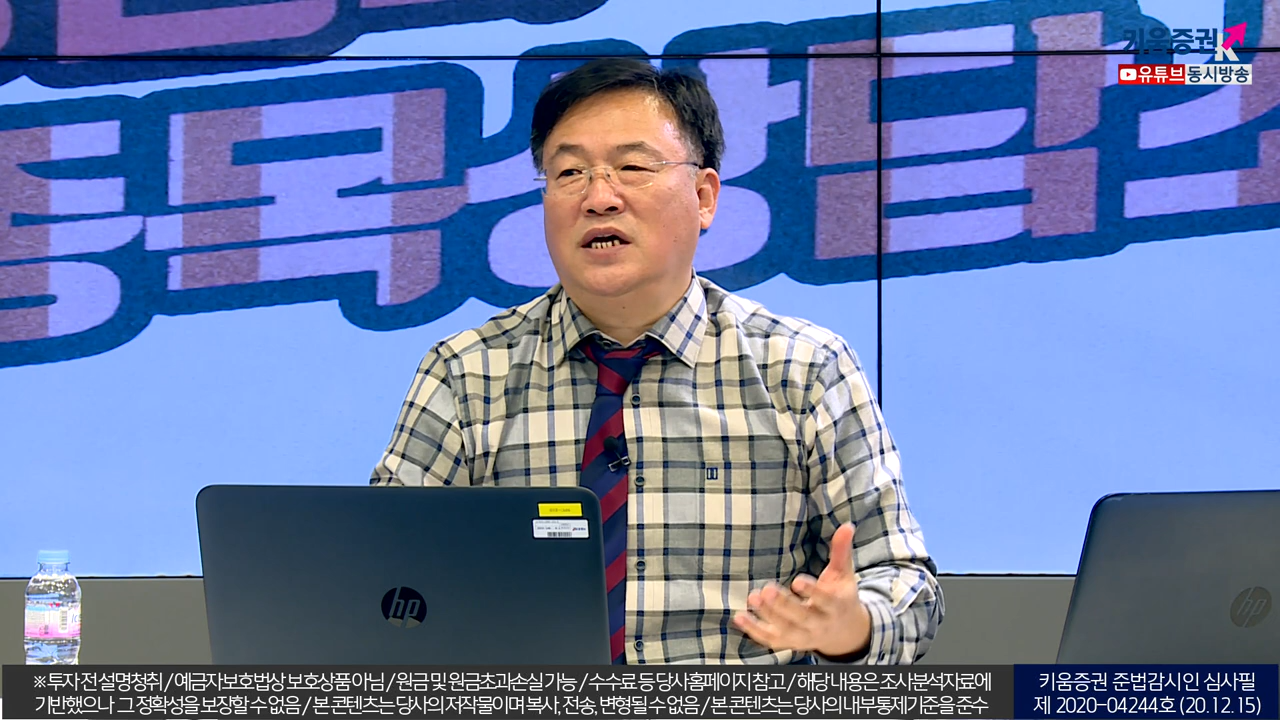 키움증권
유튜브 동시방송
종목상담소
hp
hp
※ 투자 전 설명청취 / 예금자보호법상 보호상품 아님 / 원금 및 원금초과손실 가능 / 수수료 등 당사홈페이지 참고 / 해당 내용은 조사분석자료에
기반했으나 그 정확성을 보장할 수 없음 / 본 콘텐츠는 당사의 저작물이며 복사, 전송, 변형될 수 없음 / 본 콘텐츠는 당사의 내부통제기준을 준수
키움증권 준법감시인 심사필
제 2020-04244호 (20.12.15)